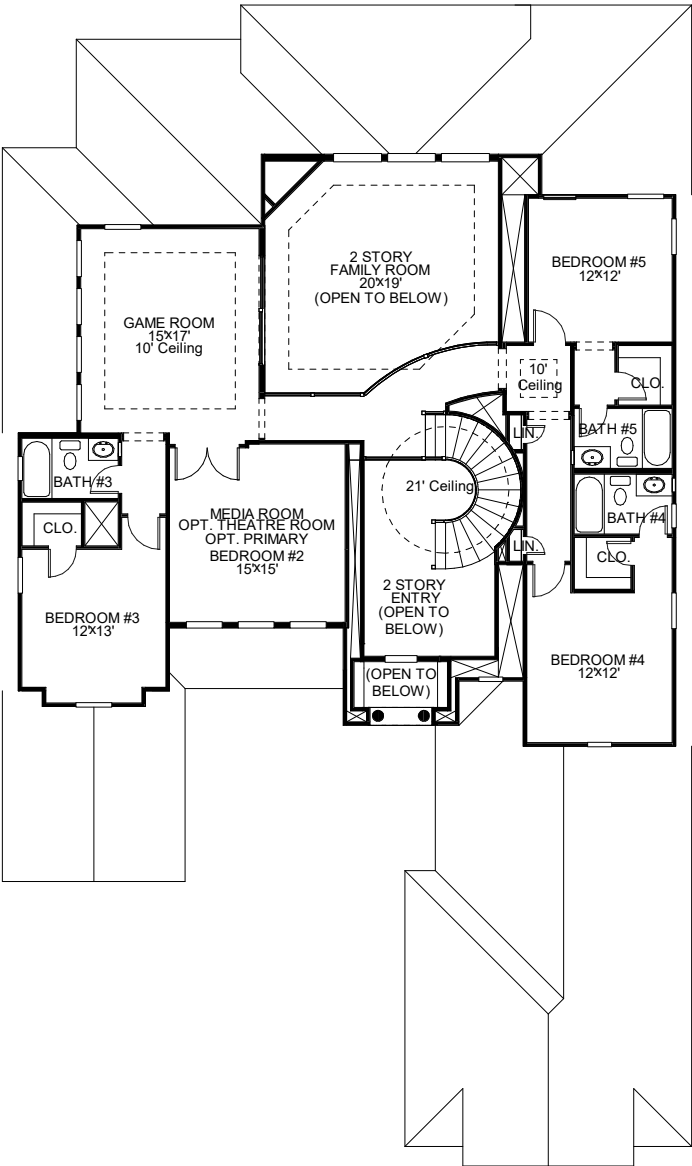 2 STORY
FAMILY ROOM
20'X19'
(OPEN TO BELOW)
BEDROOM #5
12'X12'
GAME ROOM
15'X17'
10' Ceiling
10'
Ceiling
CLO.
LIN.
BATH #5
BATH #3
21' Ceiling
MEDIA ROOM
OPT. THEATRE ROOM
OPT. PRIMARY
BEDROOM #2
15'X15'
CLO.
BATH #4
LIN.
CLO.
2 STORY
ENTRY
(OPEN TO
BELOW)
BEDROOM #3
12'X13'
BEDROOM #4
12'X12'
(OPEN TO
BELOW)